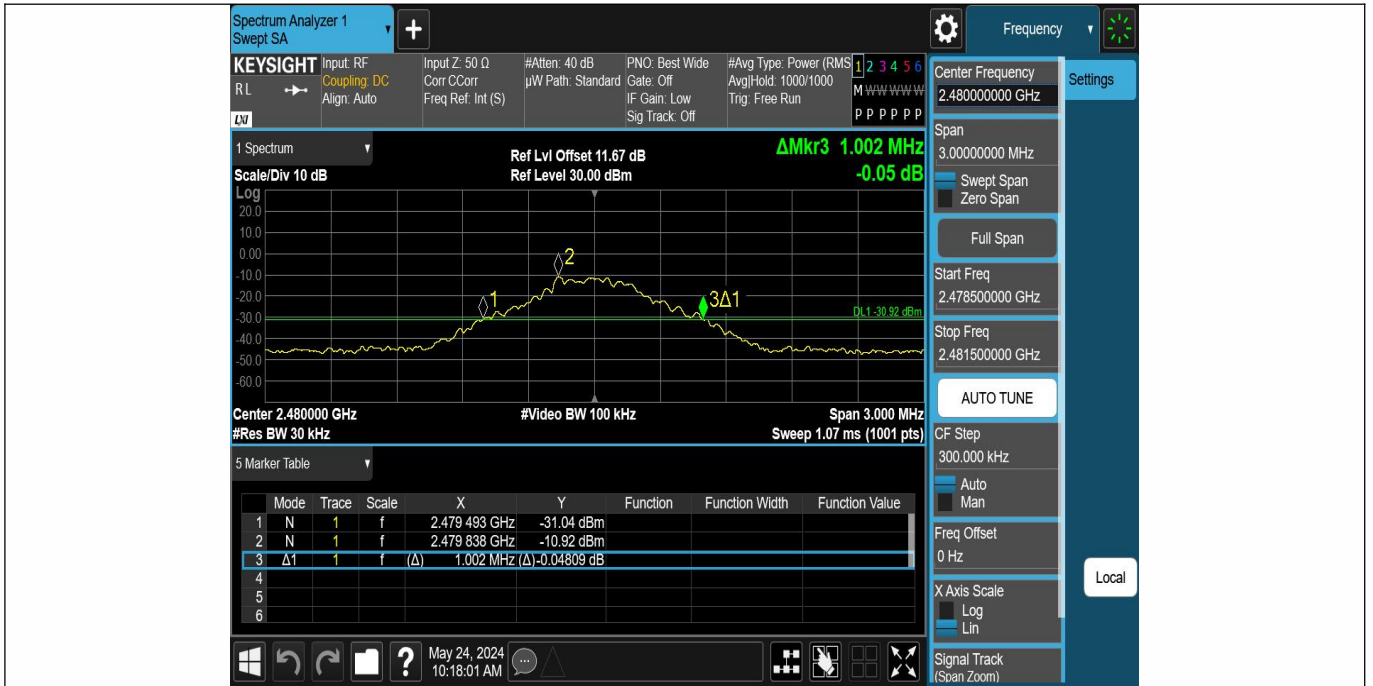 Spectrum Analyzer 1
Swept SA
+
Frequency
KEYSIGHT
RL
LXI
Input: RF
Coupling: DC
Align: Auto
Input Z: 50 Ω
Corr CCorr
Freq Ref: Int (S)
#Atten: 40 dB
µW Path: Standard
PNO: Best Wide
Gate: Off
IF Gain: Low
Sig Track: Off
#Avg Type: Power (RMS
Avg|Hold: 1000/1000
Trig: Free Run
1 2 3 4 5 6
M W W W W W
P P P P P P
1 Spectrum
Scale/Div 10 dB
Ref Lvl Offset 11.67 dB
Ref Level 30.00 dBm
ΔMkr3 1.002 MHz
-0.05 dB
Log
20.0
10.0
0.00
-10.0
-20.0
-30.0
-40.0
-50.0
-60.0
2
1
3Δ1
DL1 -30.92 dBm
Center 2.480000 GHz
#Video BW 100 kHz
Span 3.000 MHz
#Res BW 30 kHz
Sweep 1.07 ms (1001 pts)
5 Marker Table
Mode Trace Scale X Y Function Function Width Function Value
1 N 1 f 2.479 493 GHz -31.04 dBm
2 N 1 f 2.479 838 GHz -10.92 dBm
3 Δ1 1 f (Δ) 1.002 MHz (Δ) -0.04809 dB
4
5
6
?
May 24, 2024
10:18:01 AM
Center Frequency
2.480000000 GHz
Settings
Span
3.00000000 MHz
Swept Span
Zero Span
Full Span
Start Freq
2.478500000 GHz
Stop Freq
2.481500000 GHz
AUTO TUNE
CF Step
300.000 kHz
Auto
Man
Freq Offset
0 Hz
X Axis Scale
Log
Lin
Signal Track
(Span Zoom)
Local